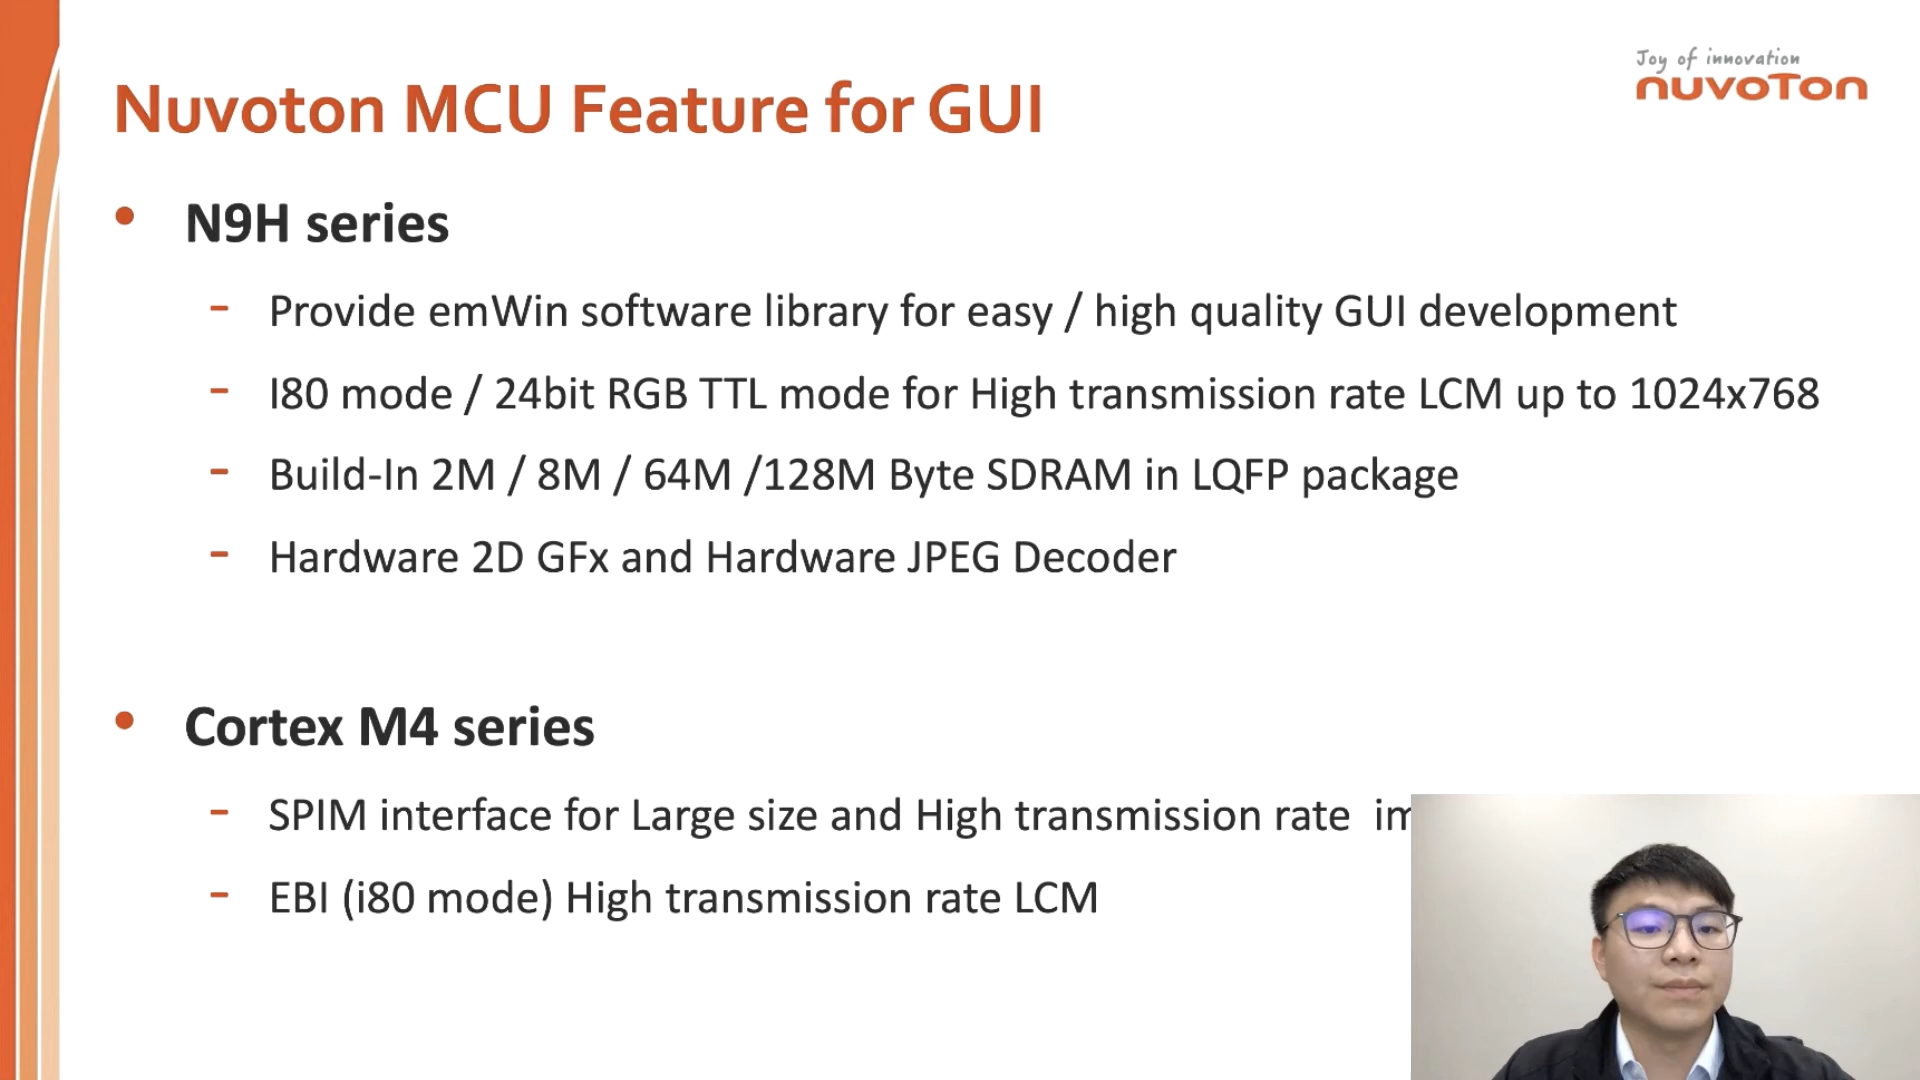 Joy of innovation
nuvoTon
Nuvoton MCU Feature for GUI
• N9H series
- Provide emWin software library for easy / high quality GUI development
- I80 mode / 24bit RGB TTL mode for High transmission rate LCM up to 1024x768
- Build-In 2M / 8M / 64M /128M Byte SDRAM in LQFP package
- Hardware 2D GFx and Hardware JPEG Decoder
• Cortex M4 series
- SPIM interface for Large size and High transmission rate
- EBI (i80 mode) High transmission rate LCM